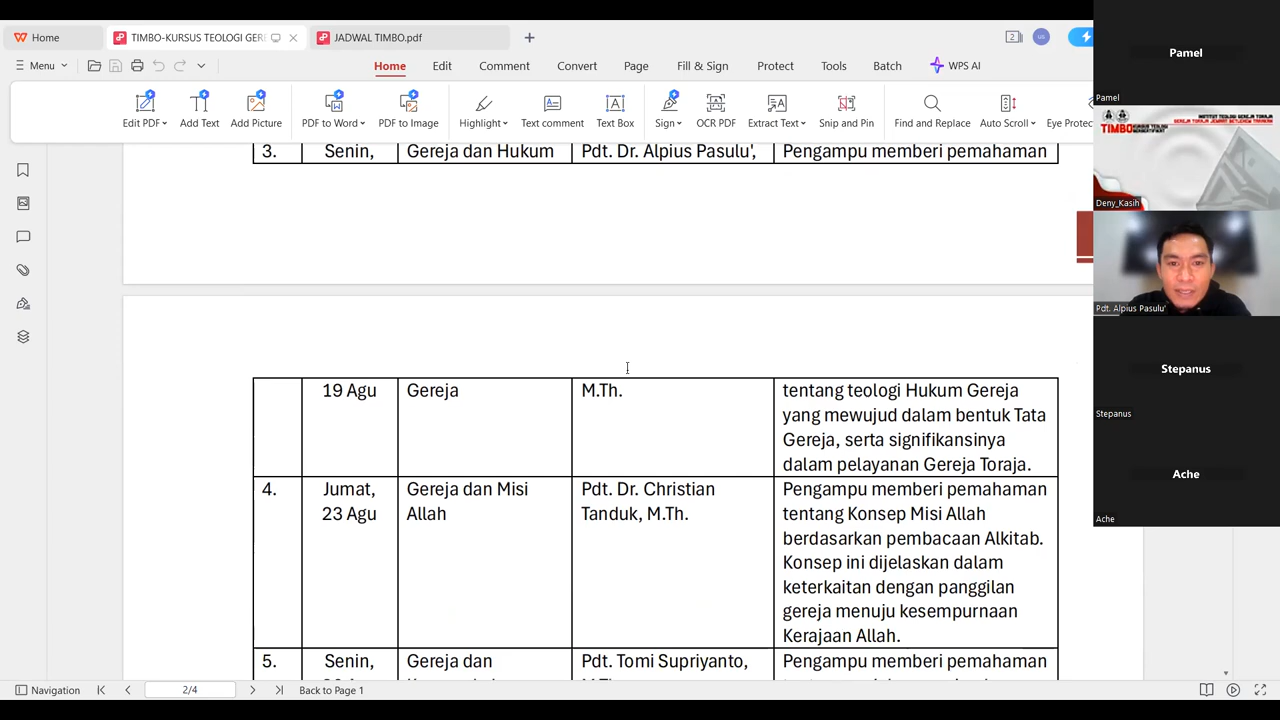 Home
TIMBO-KURSUS TEOLOGI GERE
JADWAL TIMBO.pdf
Menu
Home
Edit
Comment
Convert
Page
Fill & Sign
Protect
Tools
Batch
WPS AI
Edit PDF
Add Text
Add Picture
PDF to Word
PDF to
Highlight
Text comment
Text Box
Sign
OCR PDF
Extract Text
Snip and Pin
Find and Re
Auto Scroll
Eye Protec
3. Senin, Gereja dan Hukum Pdt. Dr. Alpius Pasulu', Pengampu memberi pemahaman
19 Agu Gereja M.Th. tentang teologi Hukum Gereja
yang mewujud dalam bentuk Tata
Gereja, serta signifikansinya
dalam pelayanan Gereja Toraja.
4. Jumat, Gereja dan Misi Pdt. Dr. Christian Pengampu memberi pemahaman
23 Agu Allah Tanduk, M.Th. tentang Konsep Misi Allah
berdasarkan pembacaan Alkitab.
Konsep ini dijelaskan dalam
keterkaitan dengan panggilan
gereja menuju kesempurnaan
Kerajaan Allah.
5. Senin, Gereja dan Pdt. Tomi Supriyanto, Pengampu memberi pemahaman
Navigation
2/4
Back to Page 1
Pamel
Pamel
INSTITUT TEOLOGI GEREJA TORAJA
TIMBO
Deny_Kasih
Pdt. Alpius Pasulu'
Stepanus
Stepanus
Ache
Ache